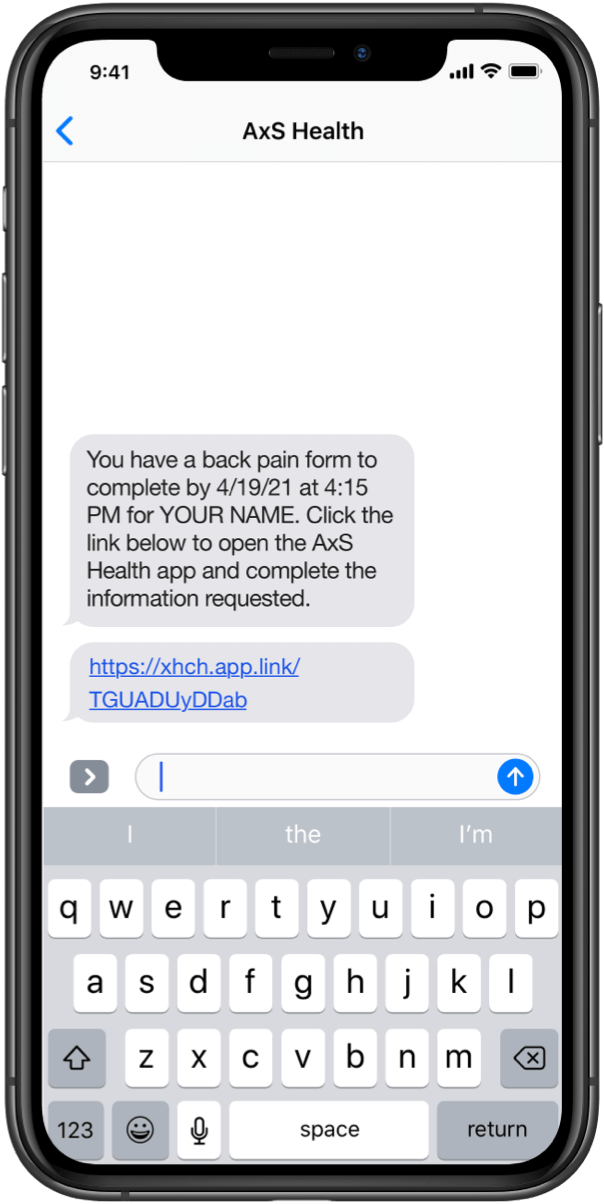 9:41
AxS Health
You have a back pain form to
complete by 4/19/21 at 4:15
PM for YOUR NAME. Click the
link below to open the AxS
Health app and complete the
information requested.
https://xhch.app.link/
TGUADUyDDab
I the I'm
q w e r t y u i o p
a s d f g h j k l
z x c v b n m
123 space return